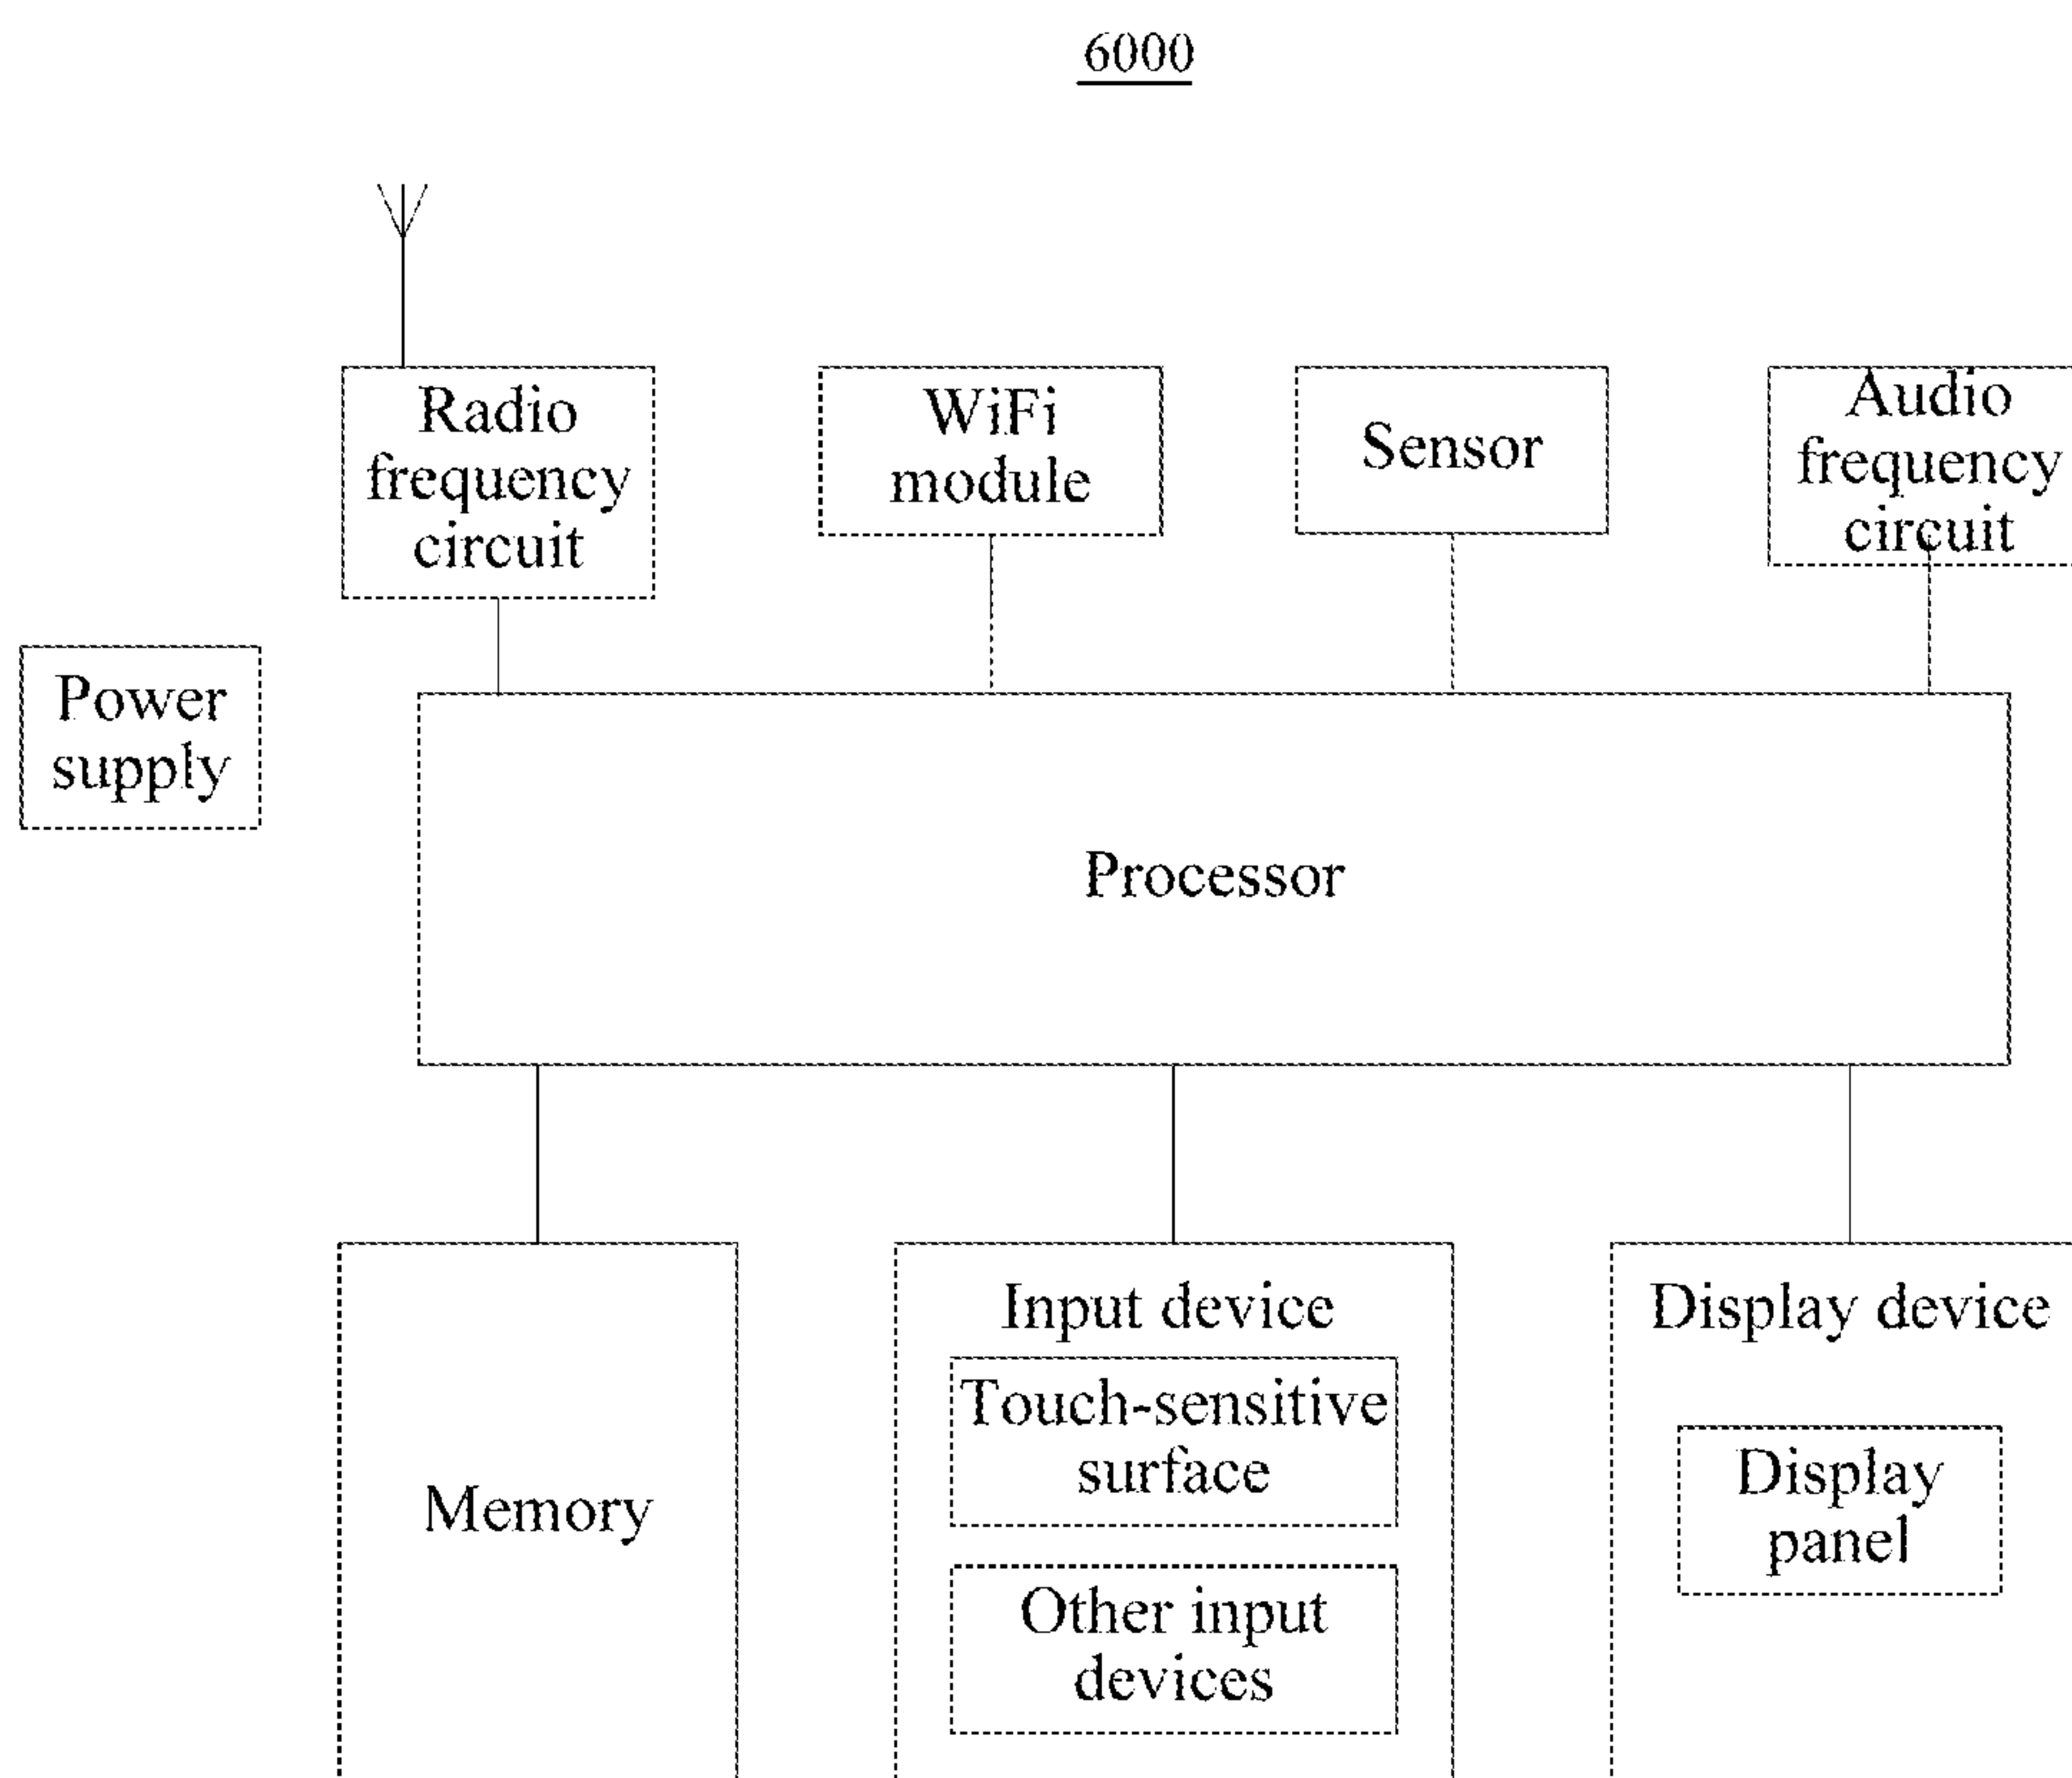 6000
Radio
frequency
circuit
WiFi
module
Sensor
Audio
frequency
circuit
Power
supply
Processor
Memory
Input device
Touch-sensitive
surface
Other input
devices
Display device
Display
panel